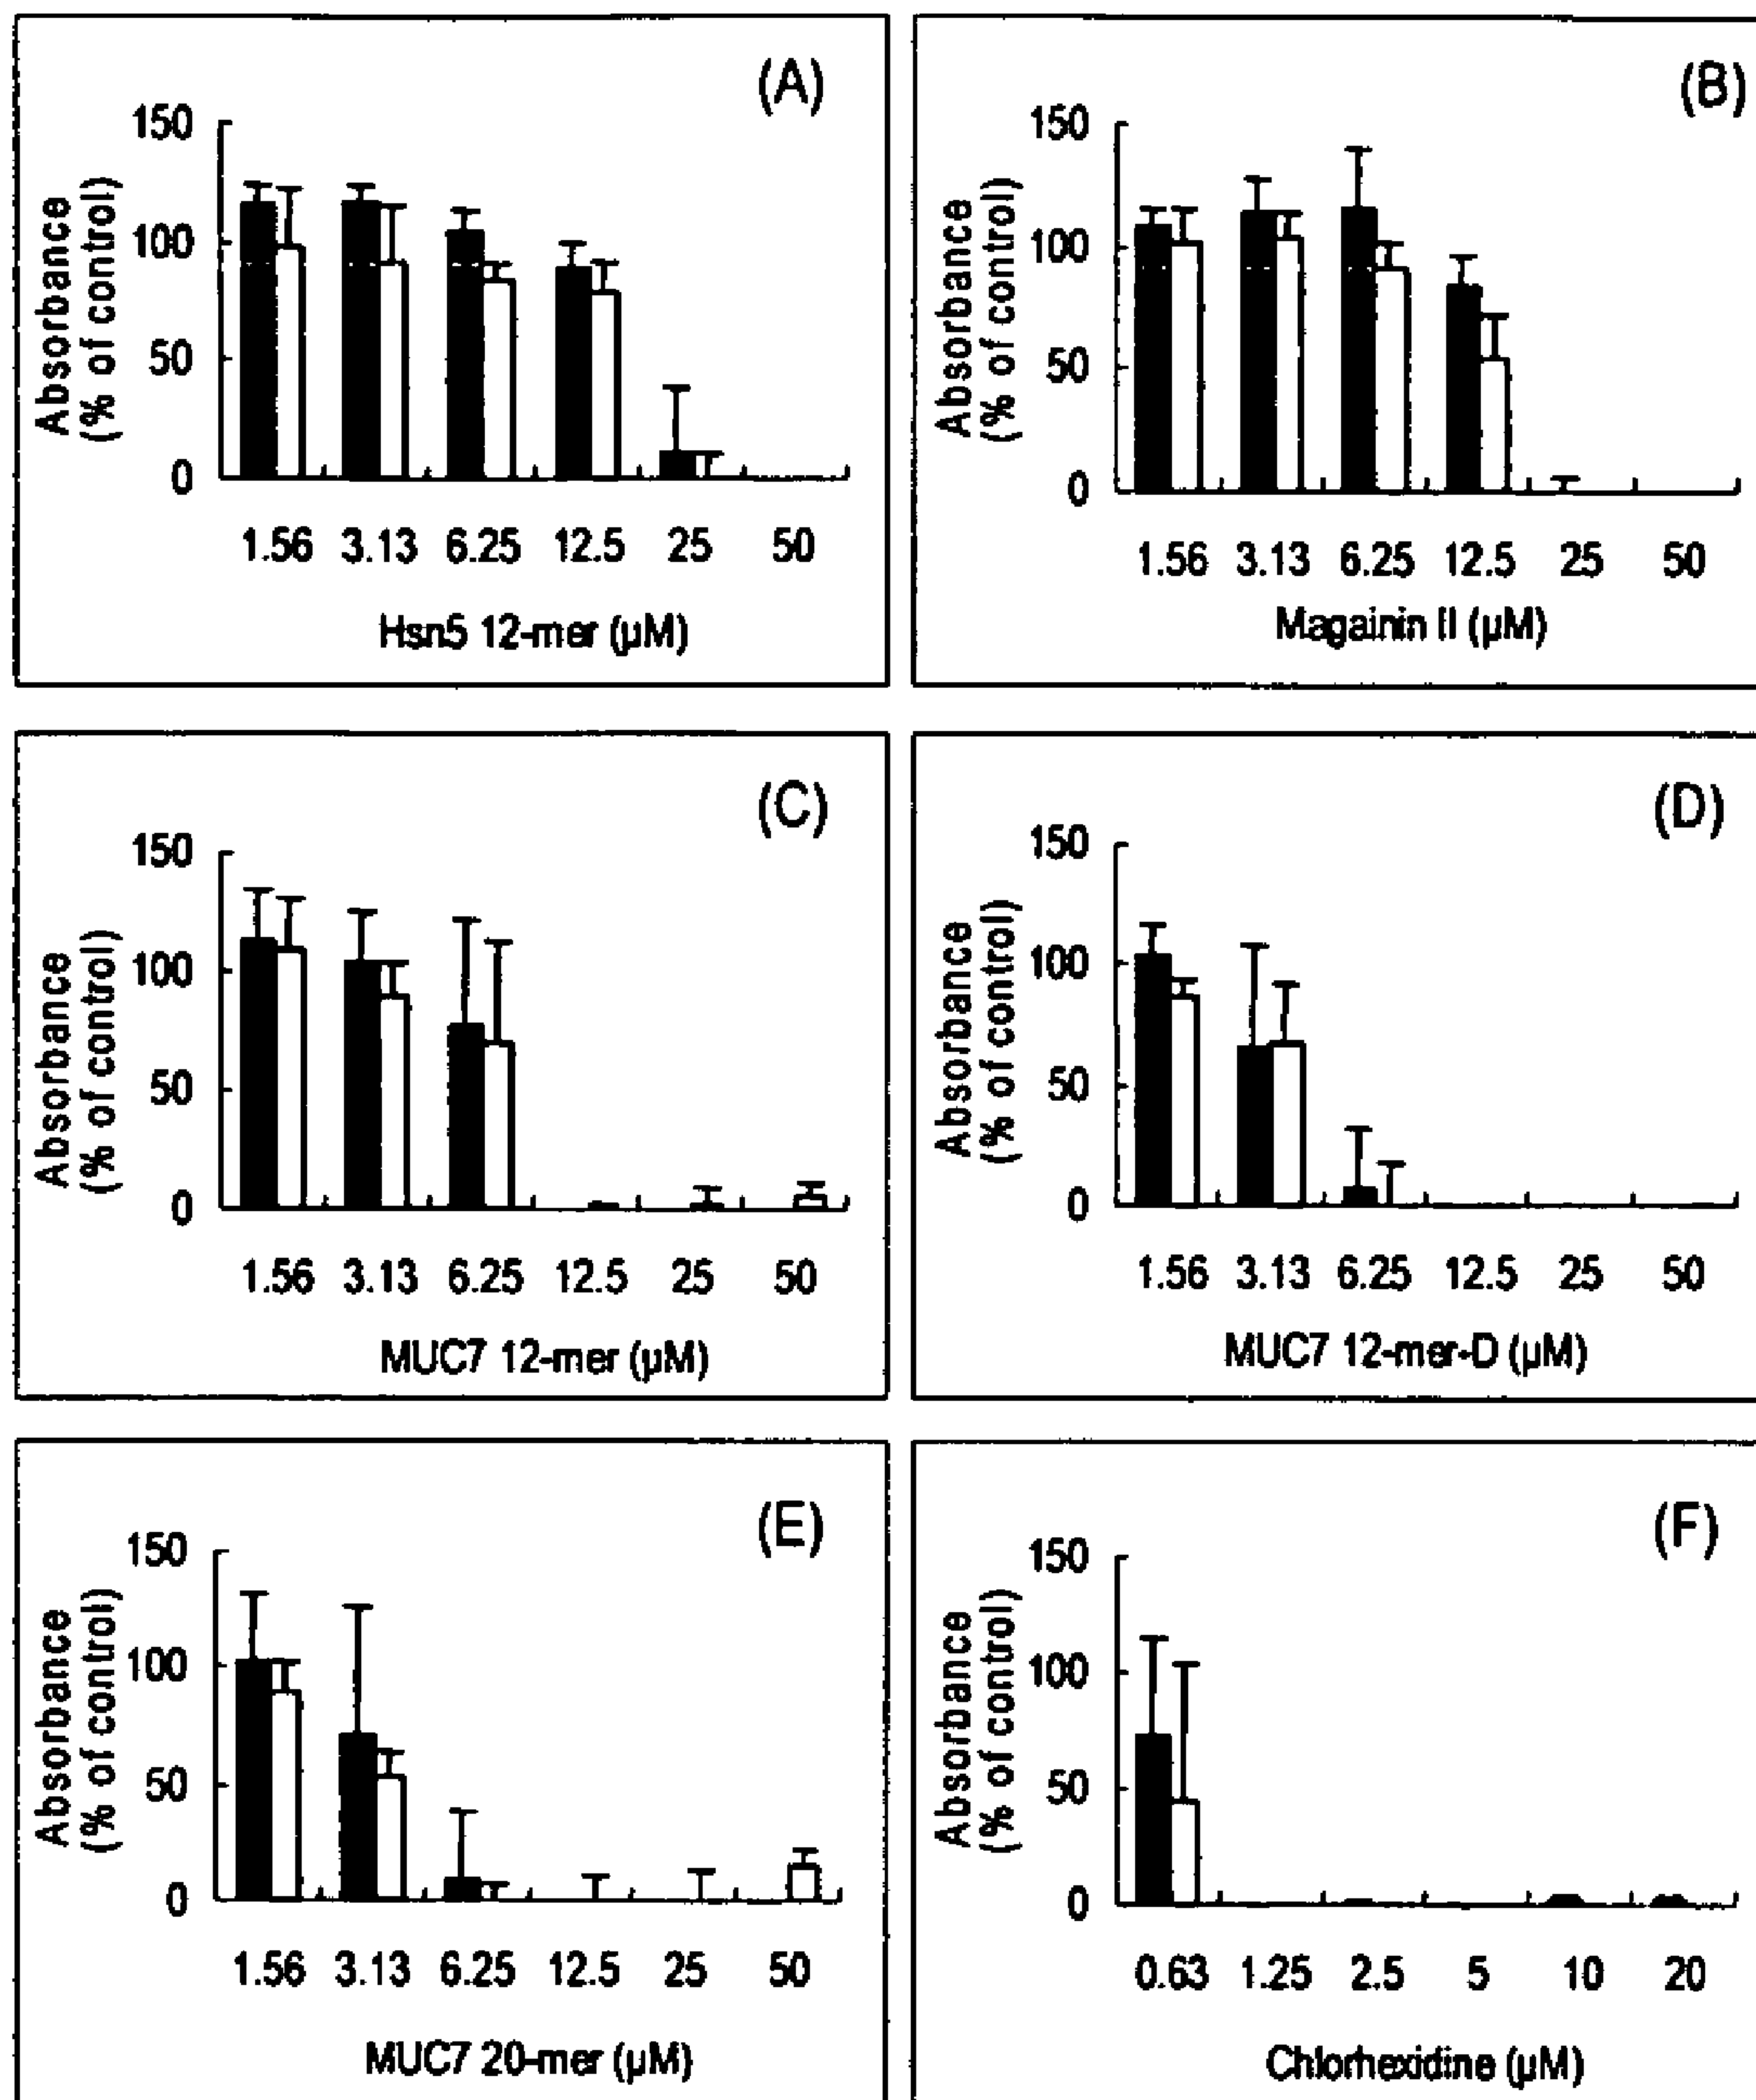 (A)
150
100
50
0
Absorbance
(% of control)
1.56 3.13 6.25 12.5 25 50
Hsn5 12-mer (µM)
(B)
150
100
50
0
Absorbance
(% of control)
1.56 3.13 6.25 12.5 25 50
Magainin II (µM)
(C)
150
100
50
0
Absorbance
(% of control)
1.56 3.13 6.25 12.5 25 50
MUC7 12-mer (µM)
(D)
150
100
50
0
Absorbance
(% of control)
1.56 3.13 6.25 12.5 25 50
MUC7 12-mer-D (µM)
(E)
150
100
50
0
Absorbance
(% of control)
1.56 3.13 6.25 12.5 25 50
MUC7 20-mer (µM)
(F)
150
100
50
0
Absorbance
(% of control)
0.63 1.25 2.5 5 10 20
Chlorhexidine (µM)